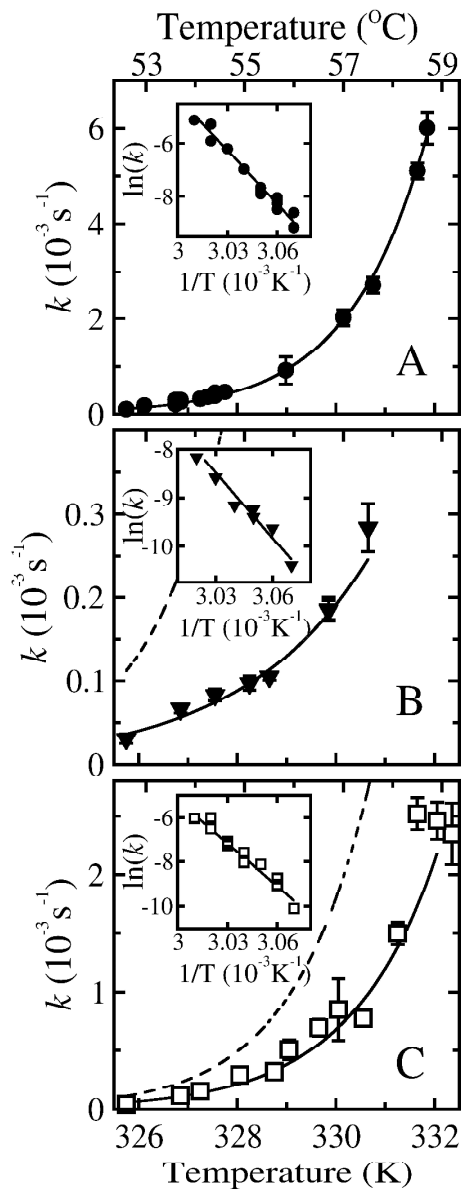 Temperature (°C)
53 55 57 59
6
4
2
0
k (10⁻³ s⁻¹)
-6
-8
ln(k)
3 3.03 3.06
1/T (10⁻³K⁻¹)
A
0.3
0.2
0.1
0
k (10⁻³ s⁻¹)
-8
-9
-10
ln(k)
3.03 3.06
1/T (10⁻³K⁻¹)
B
2
1
0
k (10⁻³ s⁻¹)
-6
-8
-10
ln(k)
3 3.03 3.06
1/T (10⁻³K⁻¹)
C
326 328 330 332
Temperature (K)